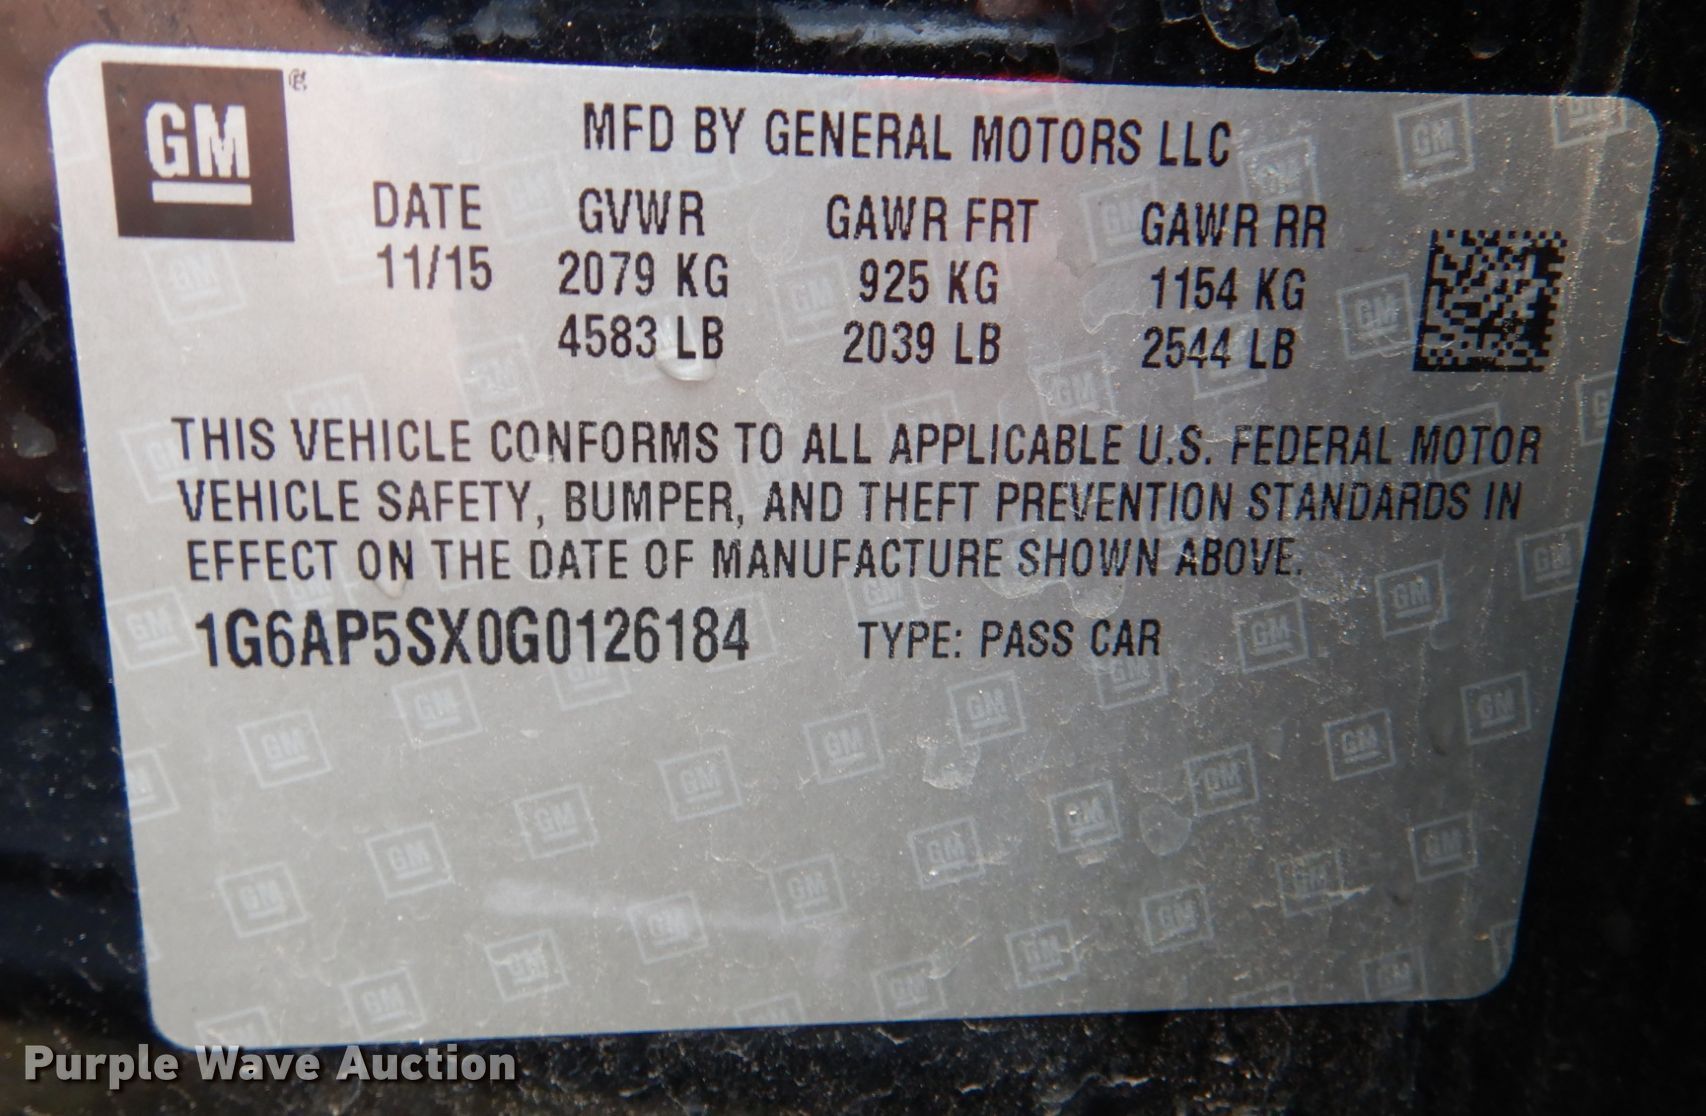 GM
MFD BY GENERAL MOTORS LLC
DATE GVWR GAWR FRT GAWR RR
11/15 2079 KG 925 KG 1154 KG
4583 LB 2039 LB 2544 LB
THIS VEHICLE CONFORMS TO ALL APPLICABLE U.S. FEDERAL MOTOR
VEHICLE SAFETY, BUMPER, AND THEFT PREVENTION STANDARDS IN
EFFECT ON THE DATE OF MANUFACTURE SHOWN ABOVE.
1G6AP5SX0G0126184 TYPE: PASS CAR
Purple Wave Auction